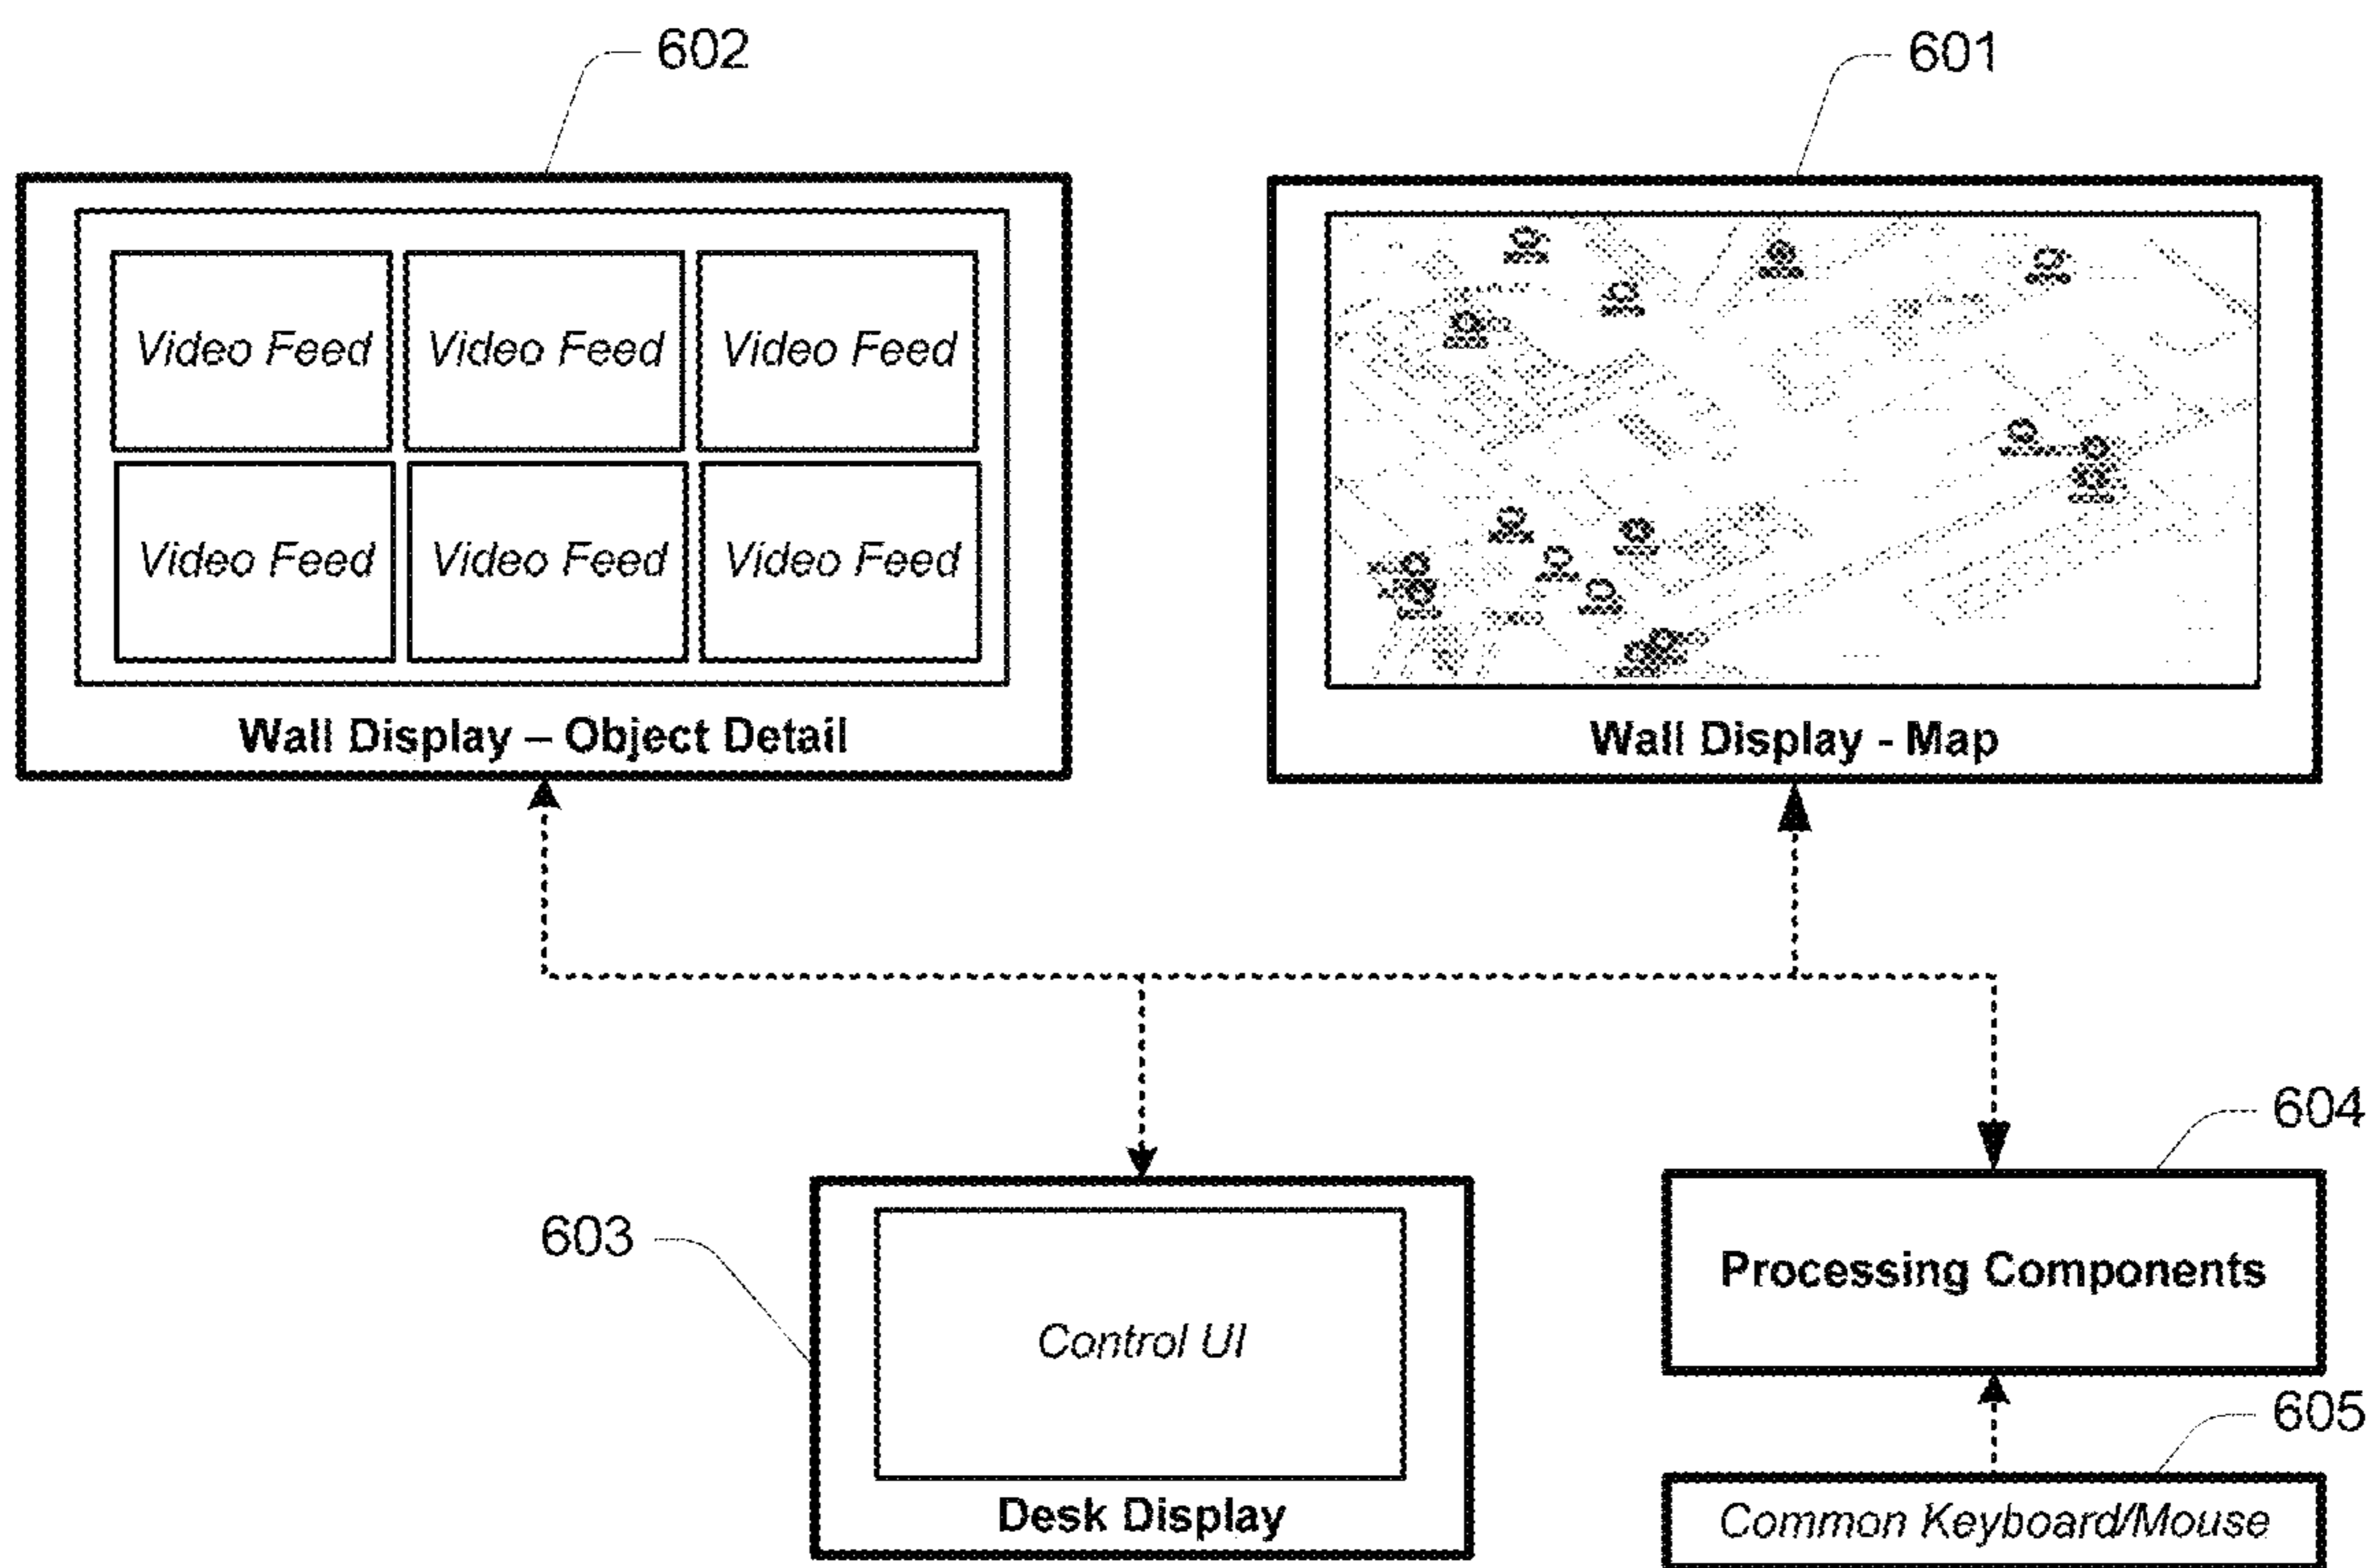 602
601
Video Feed Video Feed Video Feed
Video Feed Video Feed Video Feed
Wall Display – Object Detail
Wall Display - Map
604
603
Processing Components
Control UI
605
Desk Display
Common Keyboard/Mouse